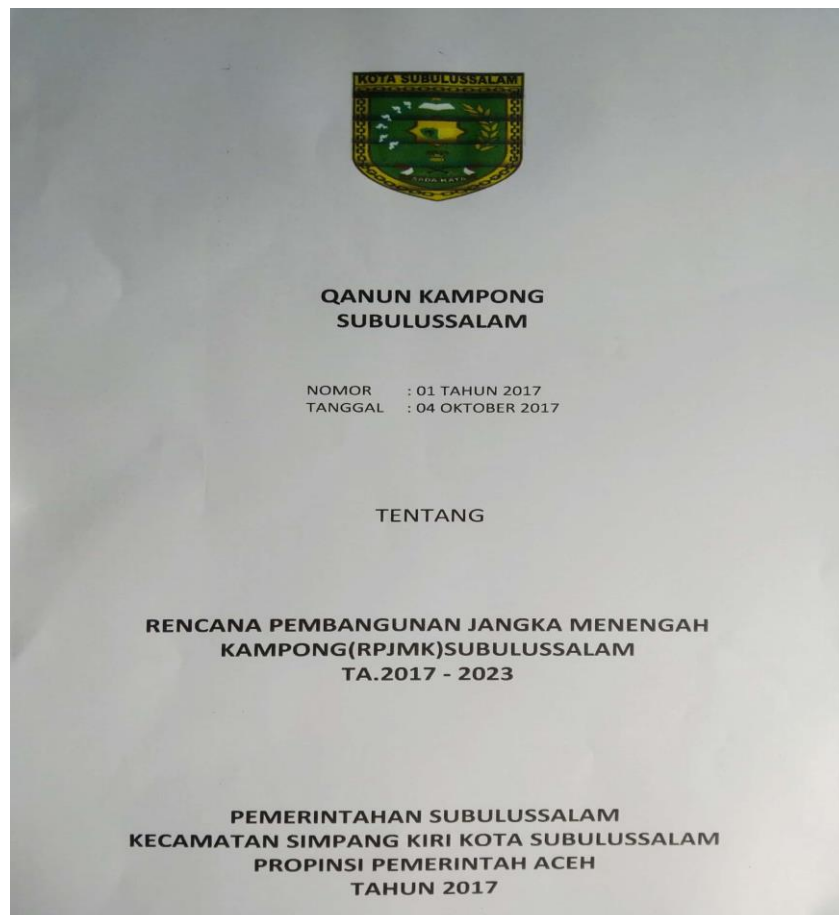 KOTA SUBULUSSALAM
SADA KATA
QANUN KAMPONG
SUBULUSSALAM
NOMOR : 01 TAHUN 2017
TANGGAL : 04 OKTOBER 2017
TENTANG
RENCANA PEMBANGUNAN JANGKA MENENGAH
KAMPONG(RPJMK)SUBULUSSALAM
TA.2017 - 2023
PEMERINTAHAN SUBULUSSALAM
KECAMATAN SIMPANG KIRI KOTA SUBULUSSALAM
PROPINSI PEMERINTAH ACEH
TAHUN 2017